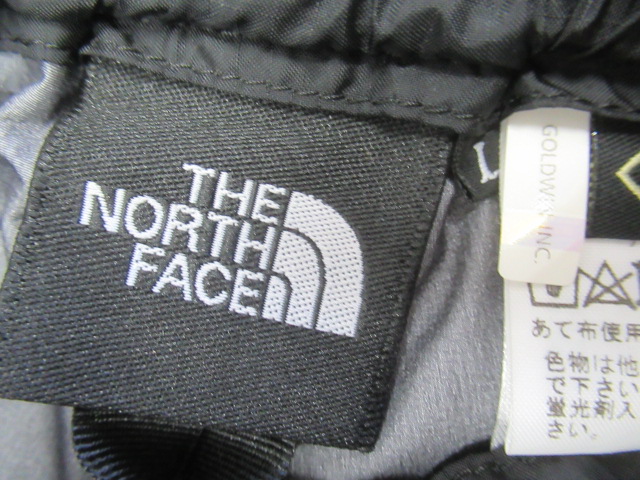 THE
NORTH
FACE
L
GOLDWIN INC.
あて布使用
色物は他
で下さい
蛍光剤入
さい。